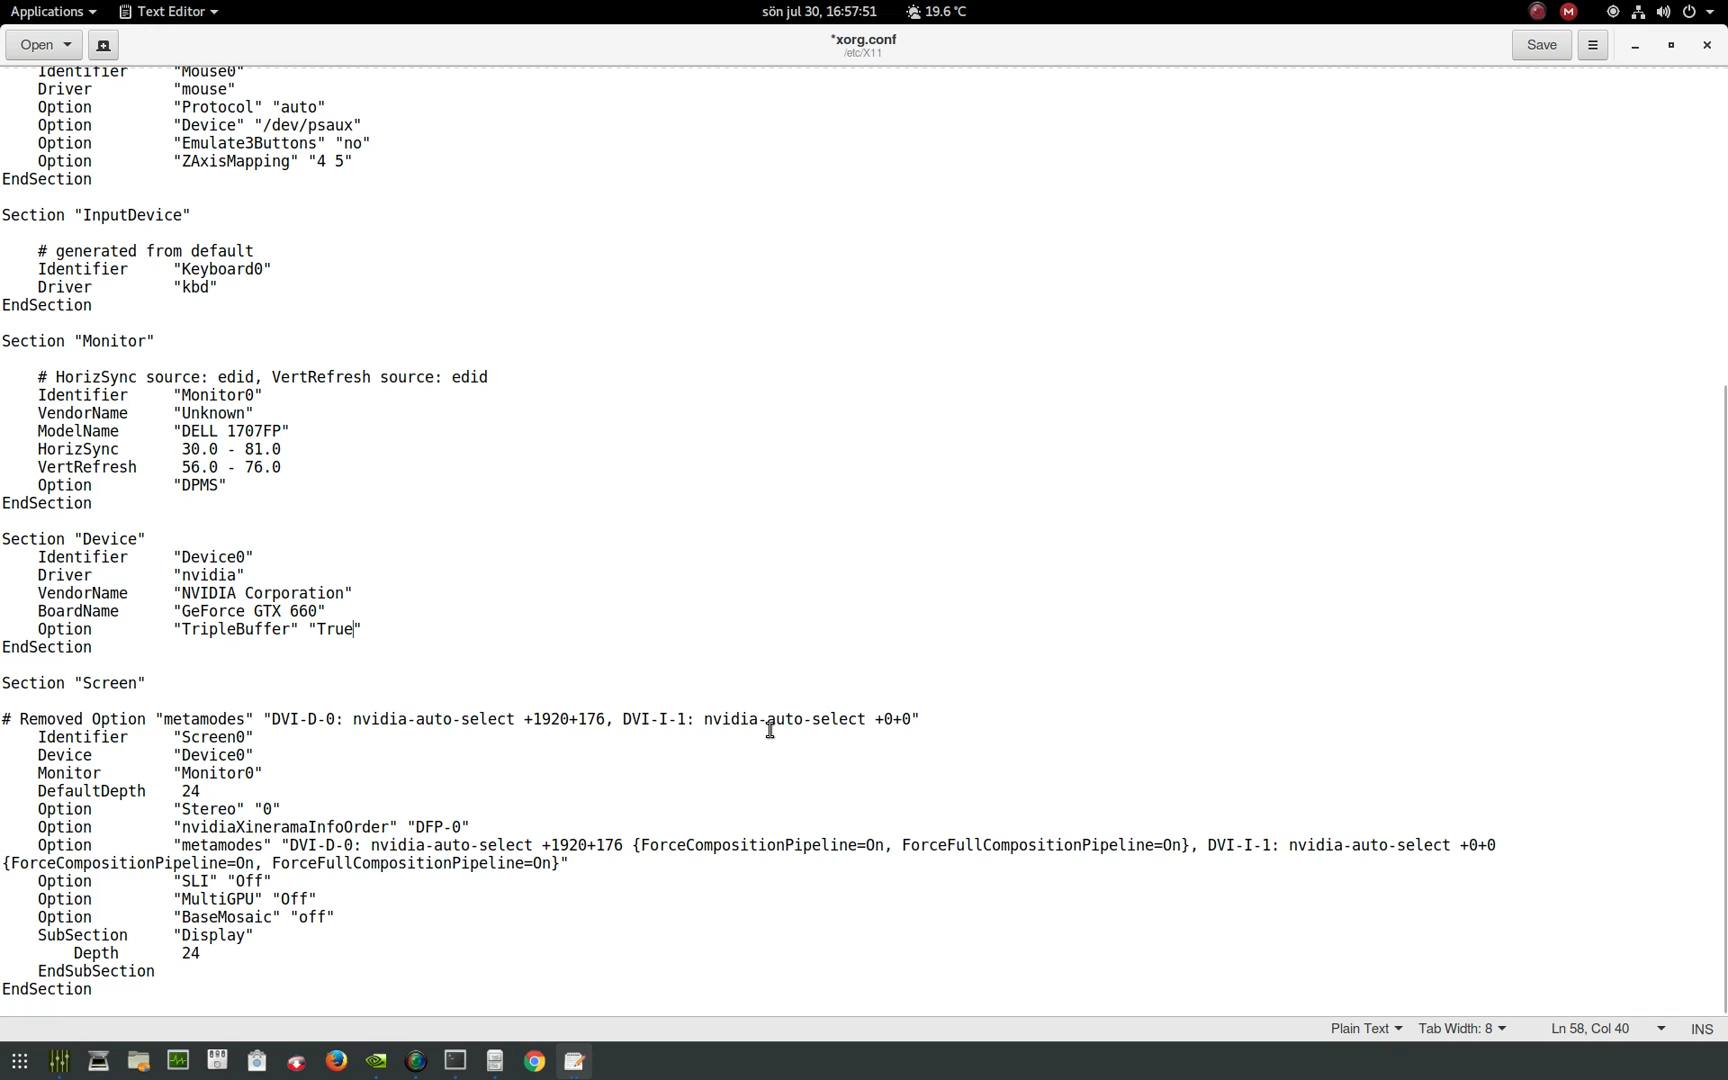 Applications
Text Editor
sön jul 30, 16:57:51
19.6 °C
Open
*xorg.conf
/etc/X11
Save
    Identifier     "Mouse0"
    Driver         "mouse"
    Option         "Protocol" "auto"
    Option         "Device" "/dev/psaux"
    Option         "Emulate3Buttons" "no"
    Option         "ZAxisMapping" "4 5"
EndSection
Section "InputDevice"
    # generated from default
    Identifier     "Keyboard0"
    Driver         "kbd"
EndSection
Section "Monitor"
    # HorizSync source: edid, VertRefresh source: edid
    Identifier     "Monitor0"
    VendorName     "Unknown"
    ModelName      "DELL 1707FP"
    HorizSync       30.0 - 81.0
    VertRefresh     56.0 - 76.0
    Option         "DPMS"
EndSection
Section "Device"
    Identifier     "Device0"
    Driver         "nvidia"
    VendorName     "NVIDIA Corporation"
    BoardName      "GeForce GTX 660"
    Option         "TripleBuffer" "True"
EndSection
Section "Screen"
# Removed Option "metamodes" "DVI-D-0: nvidia-auto-select +1920+176, DVI-I-1: nvidia-auto-select +0+0"
    Identifier     "Screen0"
    Device         "Device0"
    Monitor        "Monitor0"
    DefaultDepth    24
    Option         "Stereo" "0"
    Option         "nvidiaXineramaInfoOrder" "DFP-0"
    Option         "metamodes" "DVI-D-0: nvidia-auto-select +1920+176 {ForceCompositionPipeline=On, ForceFullCompositionPipeline=On}, DVI-I-1: nvidia-auto-select +0+0
{ForceCompositionPipeline=On, ForceFullCompositionPipeline=On}"
    Option         "SLI" "Off"
    Option         "MultiGPU" "Off"
    Option         "BaseMosaic" "off"
    SubSection     "Display"
        Depth       24
    EndSubSection
EndSection
Plain Text
Tab Width: 8
Ln 58, Col 40
INS